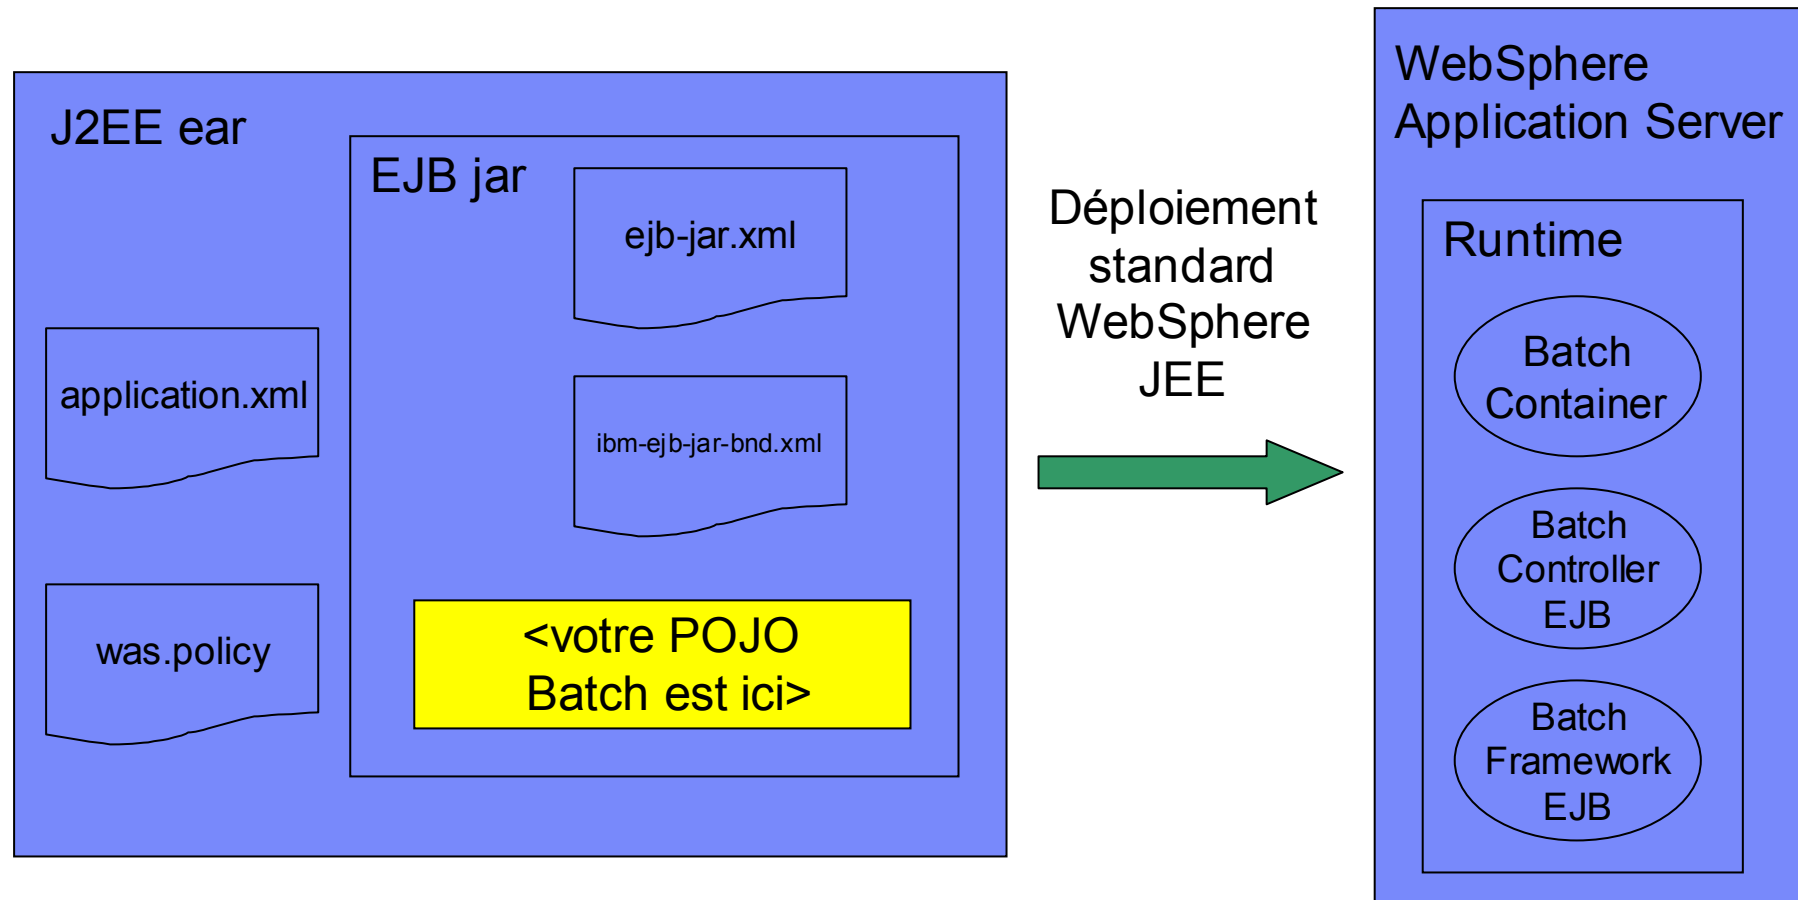 J2EE ear
EJB jar
ejb-jar.xml
application.xml
ibm-ejb-jar-bnd.xml
was.policy
<votre POJO
Batch est ici>
Déploiement
standard
WebSphere
JEE
WebSphere
Application Server
Runtime
Batch
Container
Batch
Controller
EJB
Batch
Framework
EJB